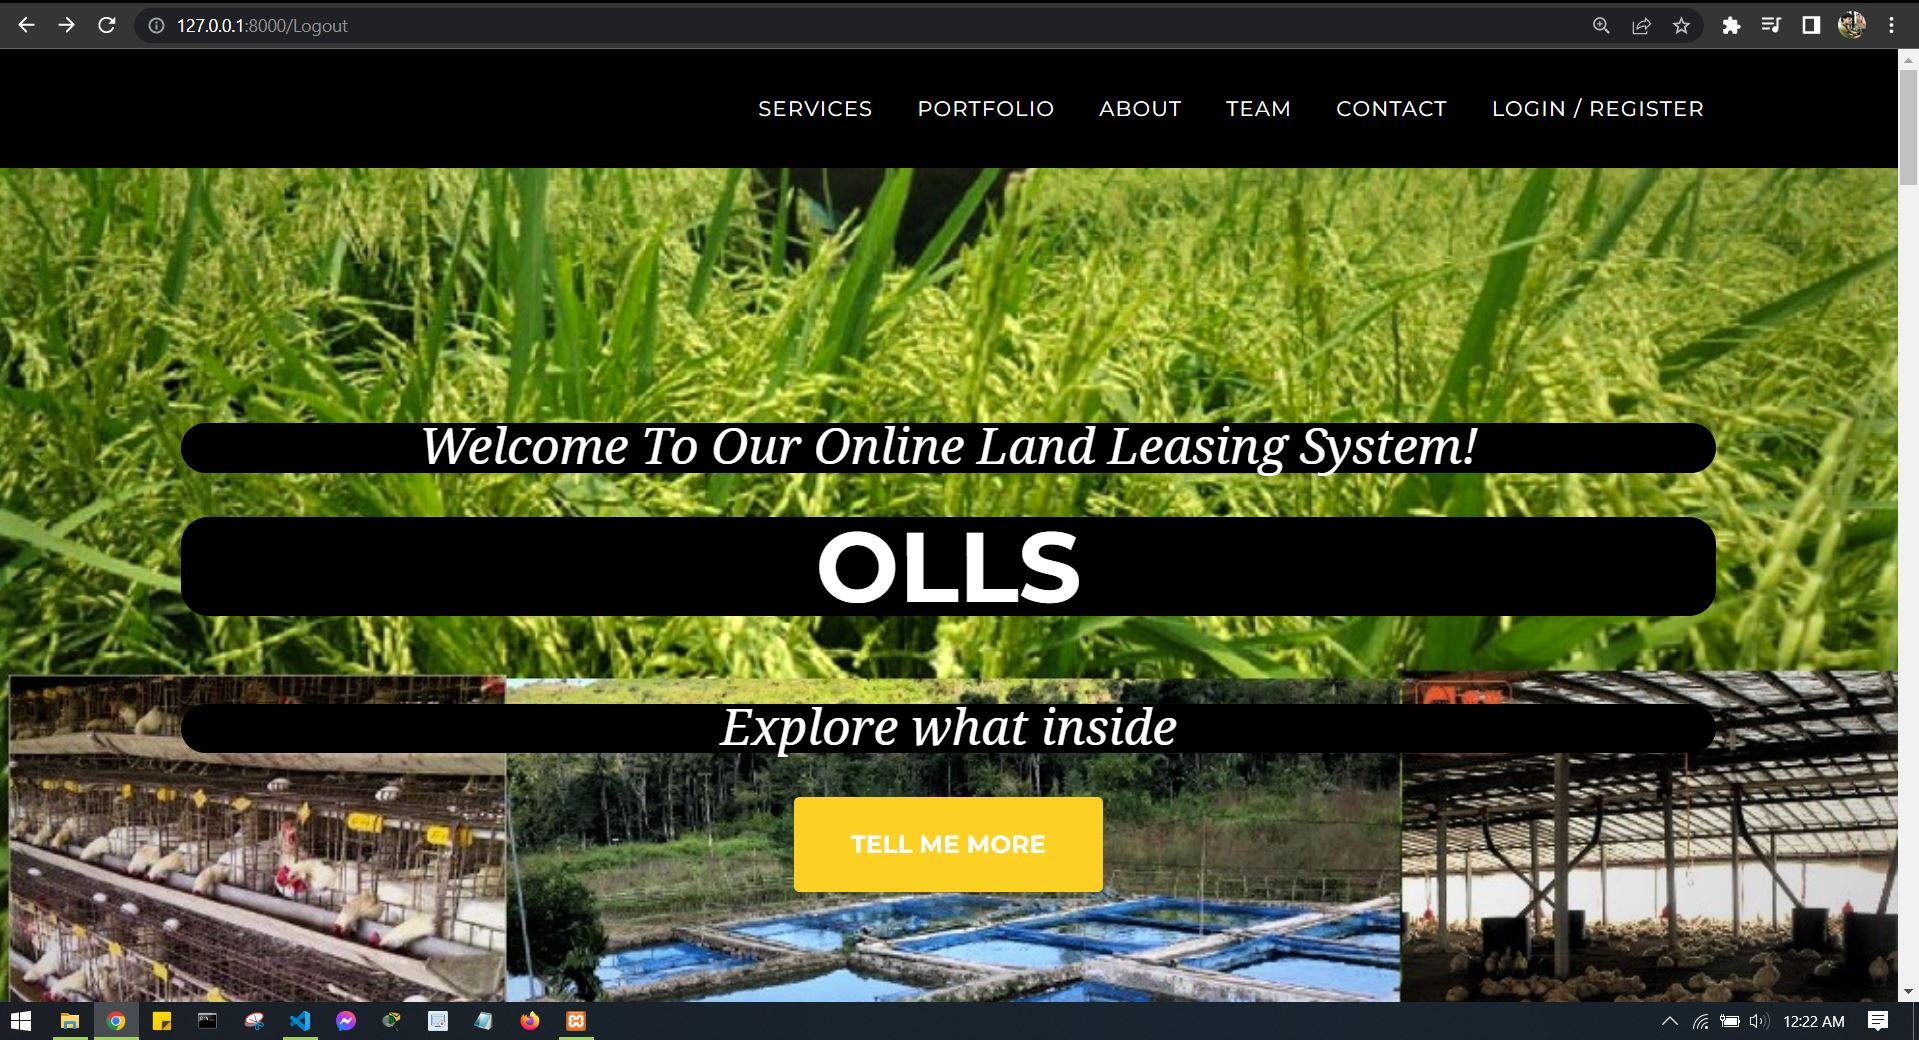 127.0.0.1:8000/Logout
SERVICES PORTFOLIO ABOUT TEAM CONTACT LOGIN / REGISTER
Welcome To Our Online Land Leasing System!
OLLS
Explore what inside
TELL ME MORE
12:22 AM